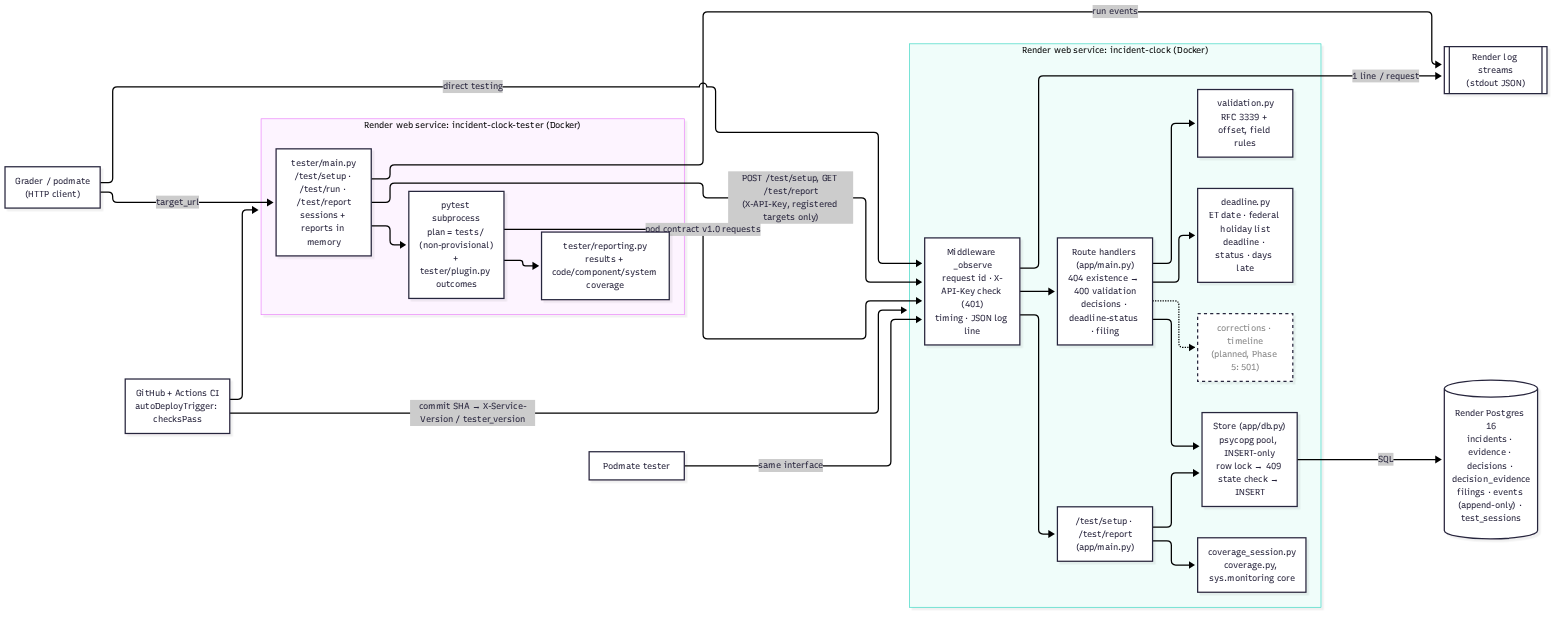 run events
Render web service: incident-clock (Docker)
Render log
streams
(stdout JSON)
1 line / request
direct testing
validation.py
RFC 3339 +
offset, field
rules
Render web service: incident-clock-tester (Docker)
Grader / podmate
(HTTP client)
target_url
tester/main.py
/test/setup ·
/test/run ·
/test/report
sessions +
reports in
memory
pytest
subprocess
plan = tests/
(non-provisional)
+
tester/plugin.py
outcomes
POST /test/setup, GET
/test/report
(X-API-Key, registered
targets only)
pod contract v1.0 requests
tester/reporting.py
results +
code/component/system
coverage
deadline.py
ET date · federal
holiday list
deadline ·
status · days
late
Middleware
_observe
request id · X-
API-Key check
(401)
timing · JSON log
line
Route handlers
(app/main.py)
404 existence →
400 validation
decisions ·
deadline-status
· filing
corrections ·
timeline
(planned, Phase
5: 501)
GitHub + Actions CI
autoDeployTrigger:
checksPass
commit SHA → X-Service-
Version / tester_version
Podmate tester
same interface
Store (app/db.py)
psycopg pool,
INSERT-only
row lock → 409
state check →
INSERT
SQL
Render Postgres
16
incidents ·
evidence ·
decisions ·
decision_evidence
filings · events
(append-only) ·
test_sessions
/test/setup ·
/test/report
(app/main.py)
coverage_session.py
coverage.py,
sys.monitoring core